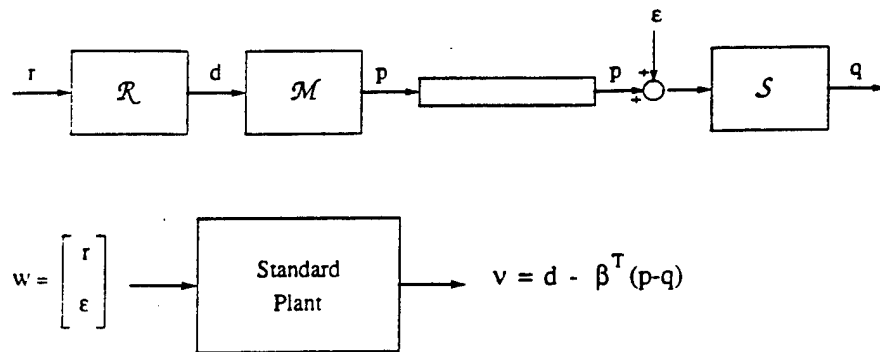 ε
r
ℛ
d
ℳ
p
p
+
+
𝒮
q
w = [ r ε ]
Standard
Plant
ν = d - β^T (p-q)